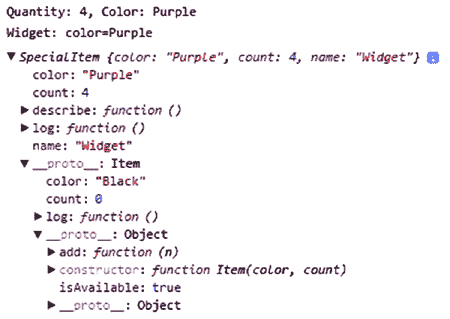 Quantity: 4, Color: Purple
Widget: color=Purple
▼SpecialItem {color: "Purple", count: 4, name: "Widget"} i
color: "Purple"
count: 4
▶describe: function ()
▶log: function ()
name: "Widget"
▼__proto__: Item
color: "Black"
count: 0
▶log: function ()
▼__proto__: Object
▶add: function (n)
▶constructor: function Item(color, count)
isAvailable: true
▶__proto__: Object